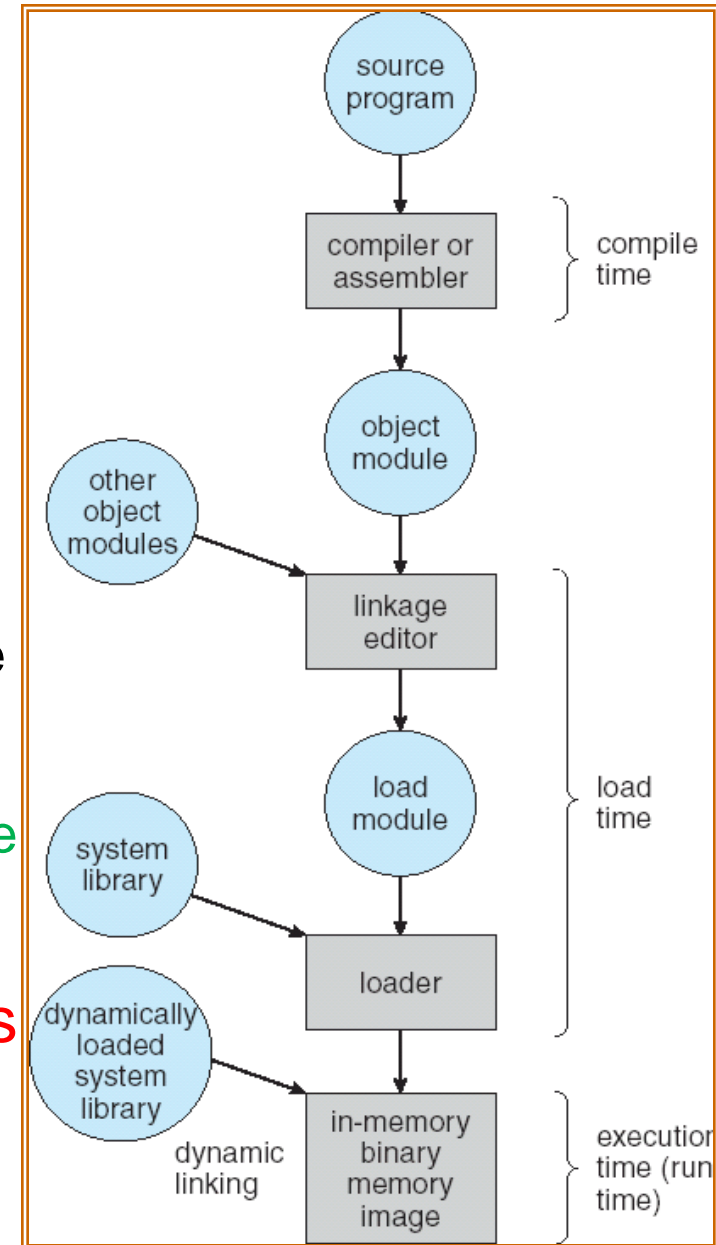 source
program
compiler or
assembler
compile
time
object
module
other
object
modules
linkage
editor
e
load
module
load
time
system
library
e
loader
s
dynamically
loaded
system
library
in-memory
binary
memory
image
dynamic
linking
execution
time (run
time)